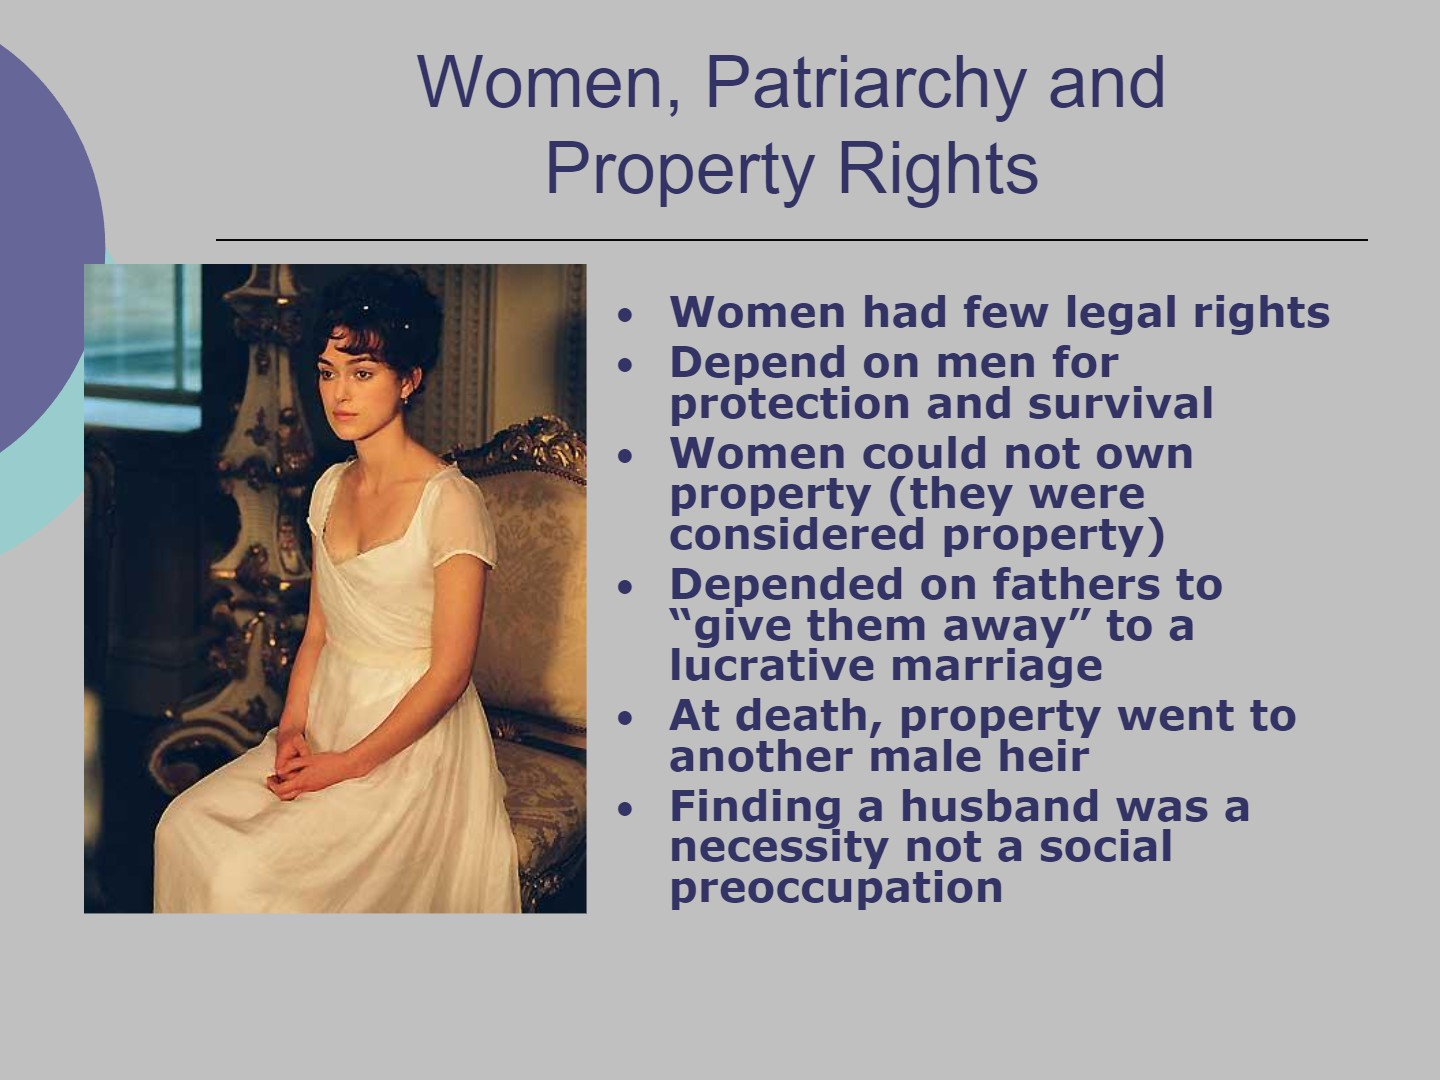 Women, Patriarchy and
Property Rights
• Women had few legal rights
• Depend on men for
protection and survival
• Women could not own
property (they were
considered property)
• Depended on fathers to
“give them away” to a
lucrative marriage
• At death, property went to
another male heir
• Finding a husband was a
necessity not a social
preoccupation